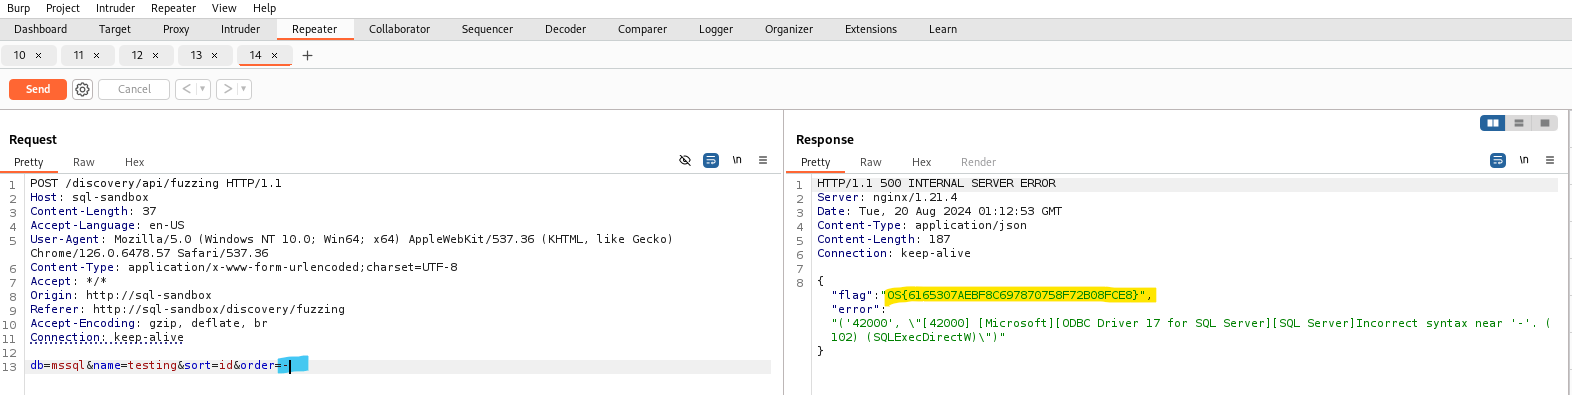 Burp Project Intruder Repeater View Help
Dashboard Target Proxy Intruder Repeater Collaborator Sequencer Decoder Comparer Logger Organizer Extensions Learn
10 × 11 × 12 × 13 × 14 × +
Send Cancel < > 
Request
Pretty Raw Hex \n
1 POST /discovery/api/fuzzing HTTP/1.1
2 Host: sql-sandbox
3 Content-Length: 37
4 Accept-Language: en-US
5 User-Agent: Mozilla/5.0 (Windows NT 10.0; Win64; x64) AppleWebKit/537.36 (KHTML, like Gecko)
Chrome/126.0.6478.57 Safari/537.36
6 Content-Type: application/x-www-form-urlencoded;charset=UTF-8
7 Accept: */*
8 Origin: http://sql-sandbox
9 Referer: http://sql-sandbox/discovery/fuzzing
10 Accept-Encoding: gzip, deflate, br
11 Connection: keep-alive
12
13 db=mssql&name=testing&sort=id&order=-
Response
Pretty Raw Hex Render \n
1 HTTP/1.1 500 INTERNAL SERVER ERROR
2 Server: nginx/1.21.4
3 Date: Tue, 20 Aug 2024 01:12:53 GMT
4 Content-Type: application/json
5 Content-Length: 187
6 Connection: keep-alive
7
8 {
"flag":"OS{6165307AEBF8C697870758F72B08FCE8}",
"error":
"('42000', \"[42000] [Microsoft][ODBC Driver 17 for SQL Server][SQL Server]Incorrect syntax near '-'. (
102) (SQLExecDirectW)\")"
}